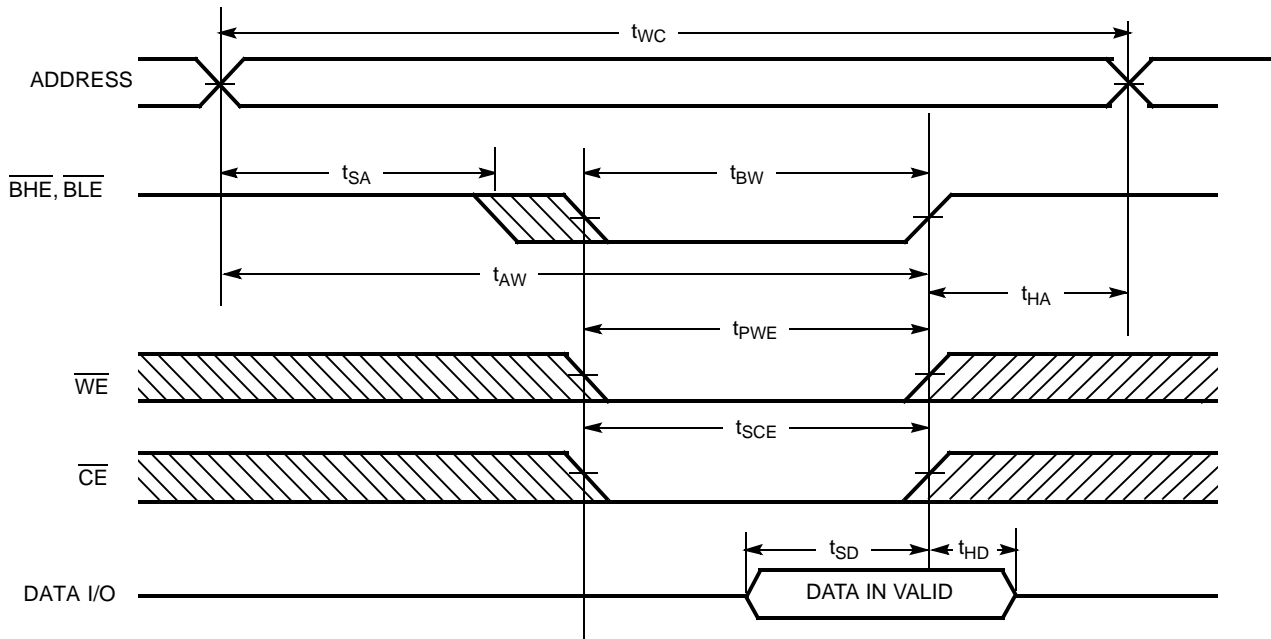 tWC
ADDRESS
tSA
tBW
BHE, BLE
tAW
tHA
tPWE
WE
tSCE
CE
tSD
tHD
DATA I/O
DATA IN VALID